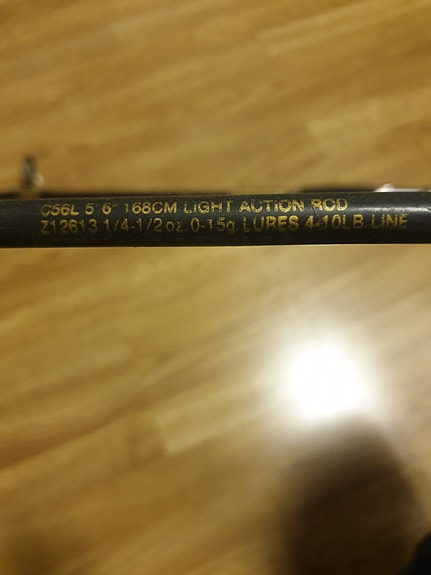 C56L 5'6" 168CM LIGHT ACTION ROD
Z12613 1/4-1/2 oz. 0-15g LURES 4-10LB LINE